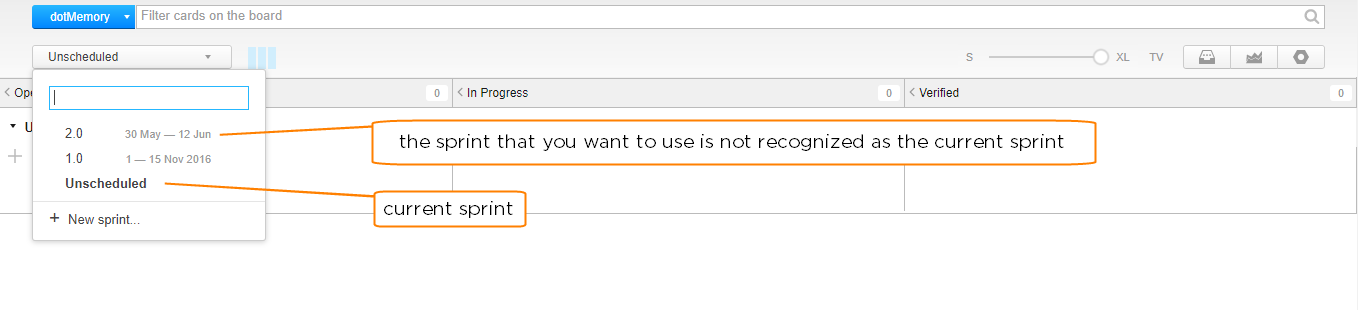 dotMemory
Filter cards on the board
Unscheduled
S
XL
TV
Ope
0
In Progress
0
Verified
0
U
2.0 30 May — 12 Jun
the sprint that you want to use is not recognized as the current sprint
1.0 1 — 15 Nov 2016
Unscheduled
current sprint
+ New sprint...